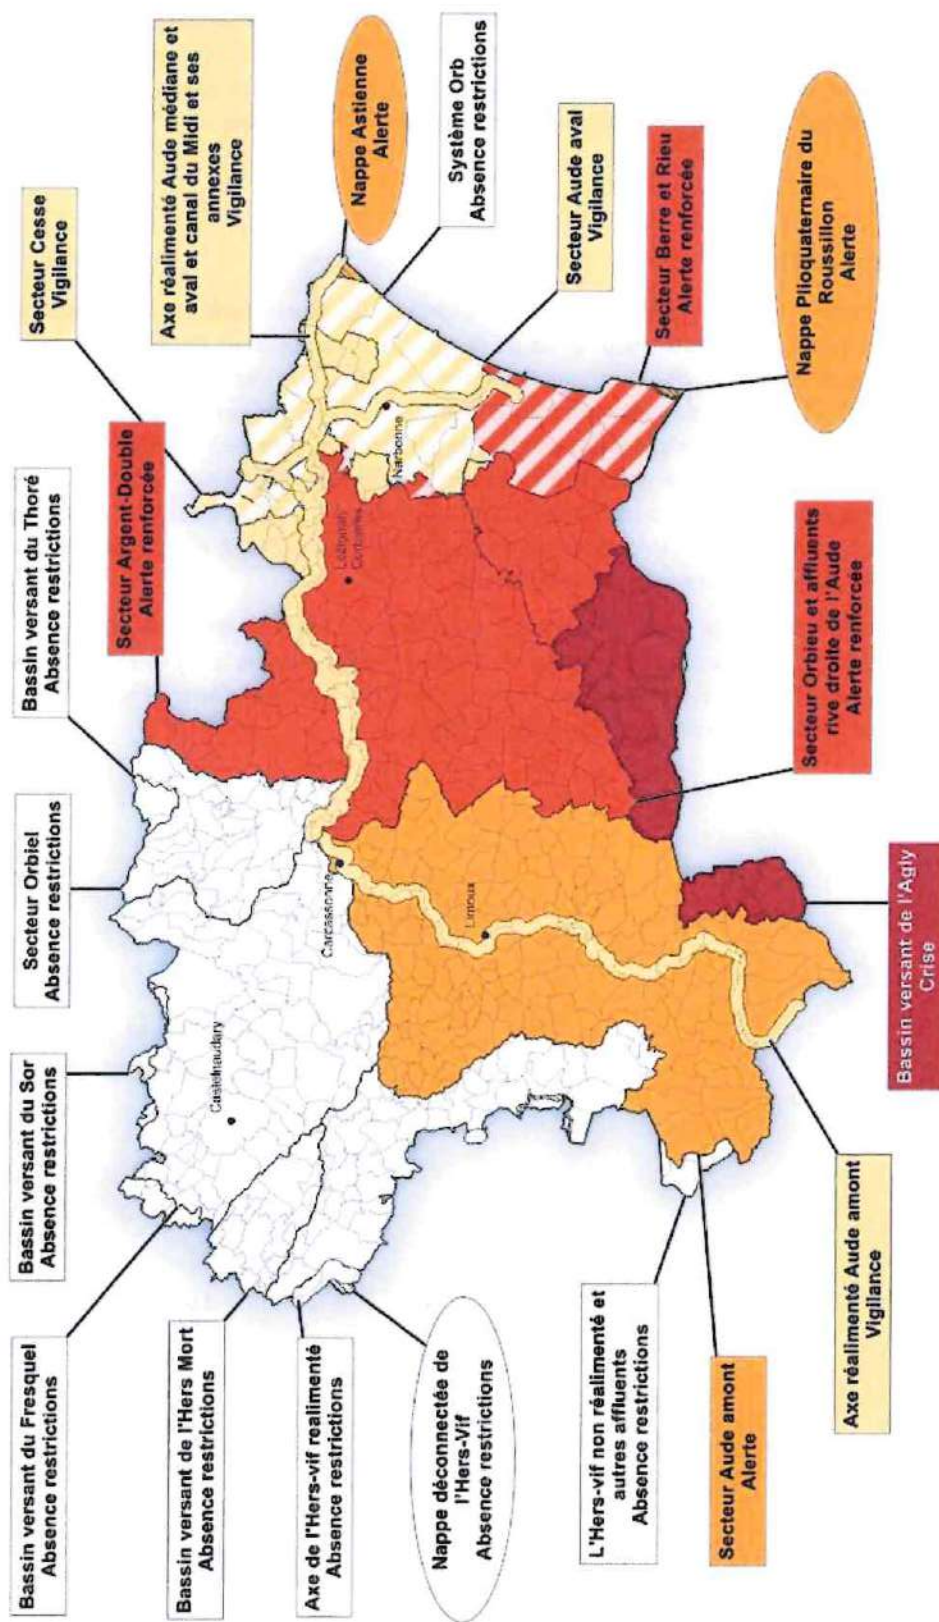 Bassin versant du Fresquel
Absence restrictions
Bassin versant du Sor
Absence restrictions
Secteur Orbiel
Absence restrictions
Bassin versant du Thoré
Absence restrictions
Secteur Cesse
Vigilance
Secteur Argent-Double
Alerte renforcée
Axe réalimenté Aude médiane et
aval et canal du Midi et ses
annexes
Vigilance
Bassin versant de l'Hers Mort
Absence restrictions
Axe de l'Hers-vif realimenté
Absence restrictions
Nappe déconnectée de
l'Hers-Vif
Absence restrictions
Castelnaudary
Carcassonne
Limoux
Lézignan
Corbières
Narbonne
Nappe Astienne
Alerte
Système Orb
Absence restrictions
Secteur Aude aval
Vigilance
Secteur Berre et Rieu
Alerte renforcée
Nappe Plioquaternaire du
Roussillon
Alerte
L'Hers-vif non réalimenté et
autres affluents
Absence restrictions
Secteur Aude amont
Alerte
Axe réalimenté Aude amont
Vigilance
Bassin versant de l'Agly
Crise
Secteur Orbieu et affluents
rive droite de l'Aude
Alerte renforcée